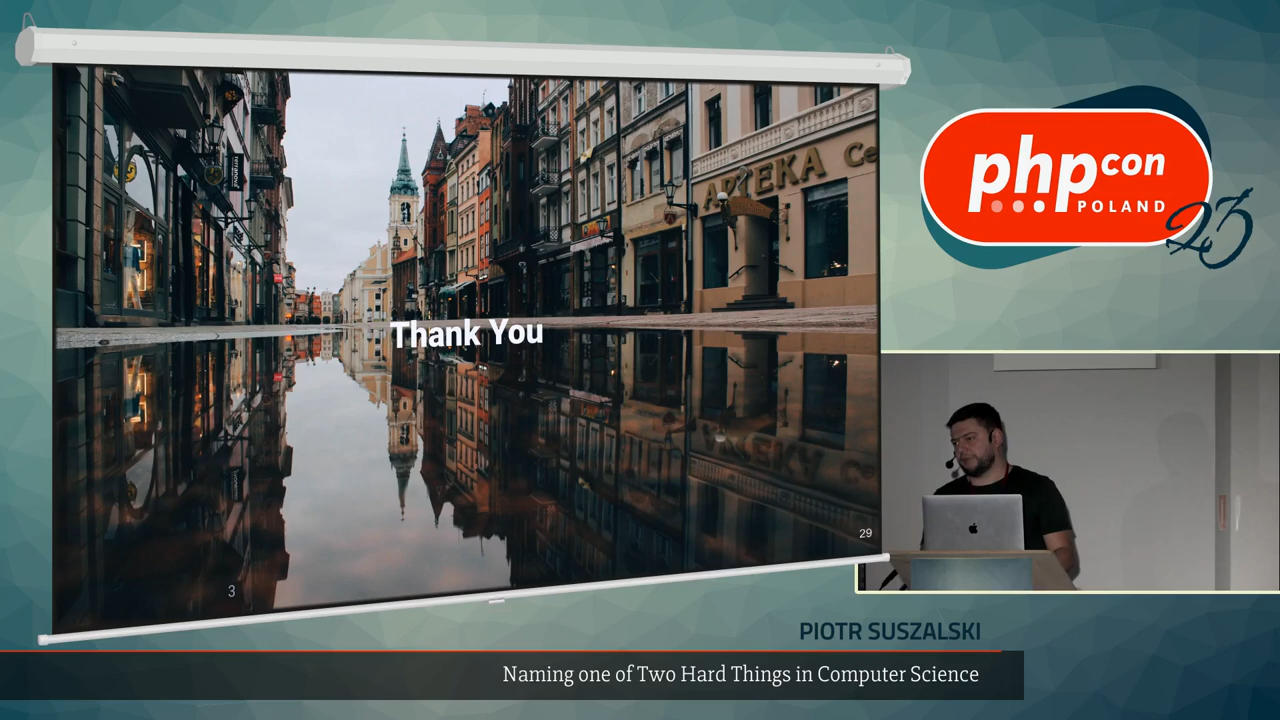 APTEKA Ce
Thank You
29
3
php con
POLAND
23
PIOTR SUSZALSKI
Naming one of Two Hard Things in Computer Science